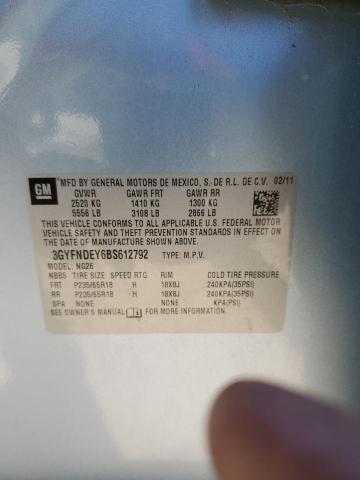 GM
MFD BY GENERAL MOTORS DE MEXICO, S. DE R.L. DE C.V. 02/11
GVWR GAWR FRT GAWR RR
2520 KG 1410 KG 1300 KG
5556 LB 3108 LB 2866 LB
THIS VEHICLE CONFORMS TO ALL APPLICABLE U.S. FEDERAL MOTOR
VEHICLE SAFETY AND THEFT PREVENTION STANDARDS IN EFFECT ON
THE DATE OF MANUFACTURE SHOWN ABOVE.
3GYFNDEY6BS612792 TYPE: M.P.V.
MODEL: NG26
NBBS TIRE SIZE SPEED RTG RIM COLD TIRE PRESSURE
FRT P235/65R18 H 18X8J 240KPA(35PSI)
RR P235/65R18 H 18X8J 240KPA(35PSI)
SPA NONE NONE KPA(PSI)
SEE OWNER'S MANUAL FOR MORE INFORMATION.